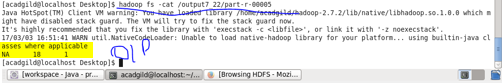 [acadgild@localhost Desktop]$ hadoop fs -cat /output7_22/part-r-00005
Java HotSpot(TM) Client VM warning: You have loaded library /home/acadgild/hadoop-2.7.2/lib/native/libhadoop.so.1.0.0 which m
ight have disabled stack guard. The VM will try to fix the stack guard now.
It's highly recommended that you fix the library with 'execstack -c <libfile>', or link it with '-z noexecstack'.
17/03/03 16:51:41 WARN util.NativeCodeLoader: Unable to load native-hadoop library for your platform... using builtin-java cl
asses where applicable
NA 18 1
O/P
[acadgild@localhost Desktop]$
[workspace - Java - pr... acadgild@localhost:~... [Browsing HDFS - Mozi...